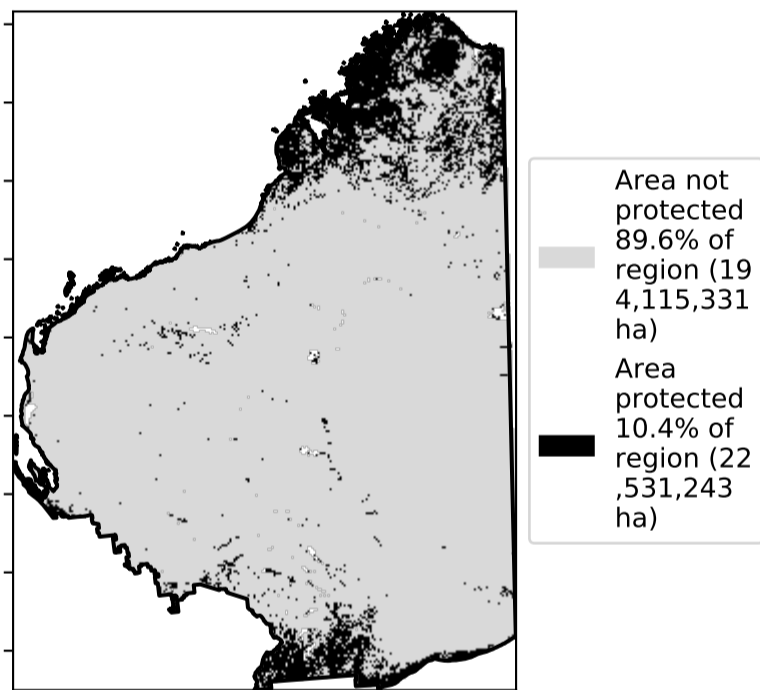 Area not
protected
89.6% of
region (19
4,115,331
ha)
Area
protected
10.4% of
region (22
,531,243
ha)